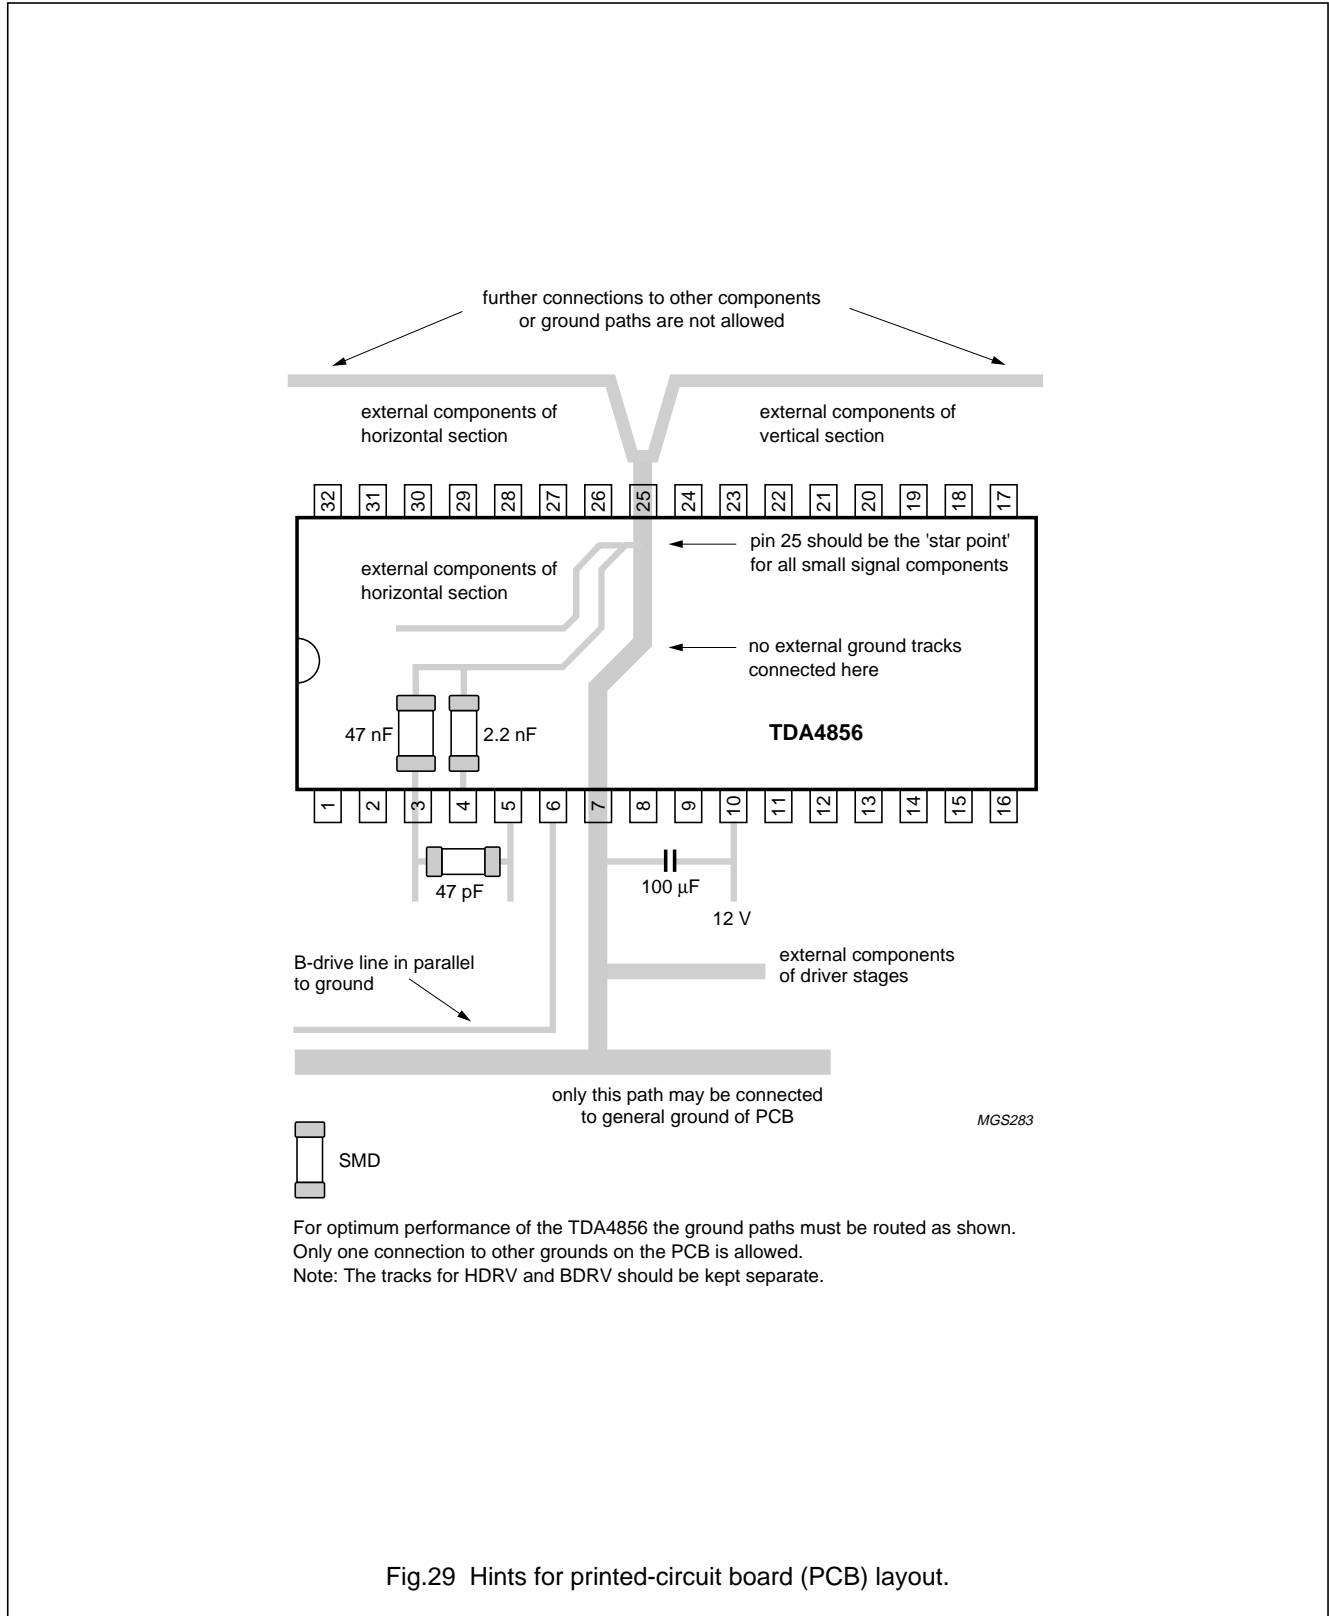 further connections to other components
or ground paths are not allowed
external components of
horizontal section
external components of
vertical section
32 31 30 29 28 27 26 25 24 23 22 21 20 19 18 17
pin 25 should be the 'star point'
for all small signal components
external components of
horizontal section
no external ground tracks
connected here
47 nF
2.2 nF
TDA4856
1 2 3 4 5 6 7 8 9 10 11 12 13 14 15 16
47 pF
100 μF
12 V
external components
of driver stages
B-drive line in parallel
to ground
only this path may be connected
to general ground of PCB
MGS283
SMD
For optimum performance of the TDA4856 the ground paths must be routed as shown.
Only one connection to other grounds on the PCB is allowed.
Note: The tracks for HDRV and BDRV should be kept separate.
Fig.29 Hints for printed-circuit board (PCB) layout.